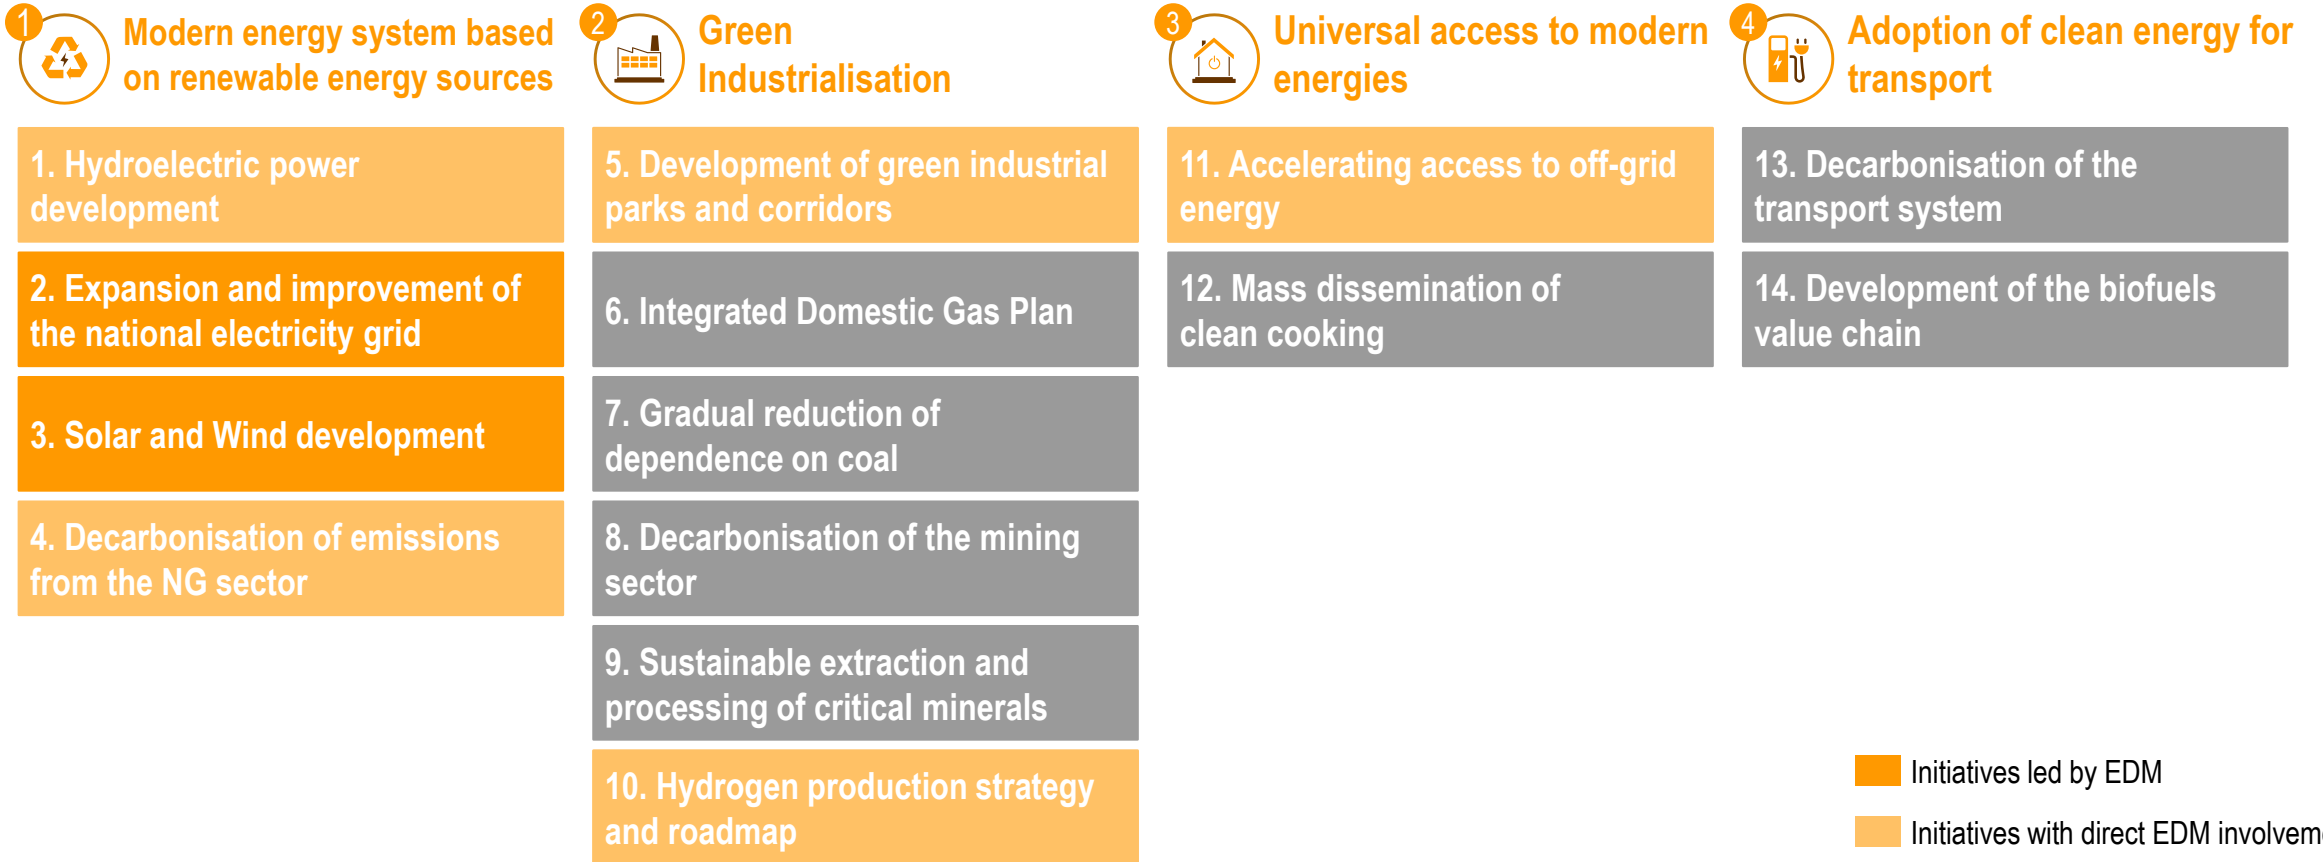 1
Modern energy system based
on renewable energy sources
1. Hydroelectric power
development
2. Expansion and improvement of
the national electricity grid
3. Solar and Wind development
4. Decarbonisation of emissions
from the NG sector
2
Green
Industrialisation
5. Development of green industrial
parks and corridors
6. Integrated Domestic Gas Plan
7. Gradual reduction of
dependence on coal
8. Decarbonisation of the mining
sector
9. Sustainable extraction and
processing of critical minerals
10. Hydrogen production strategy
and roadmap
3
Universal access to modern
energies
11. Accelerating access to off-grid
energy
12. Mass dissemination of
clean cooking
4
Adoption of clean energy for
transport
13. Decarbonisation of the
transport system
14. Development of the biofuels
value chain
Initiatives led by EDM
Initiatives with direct EDM